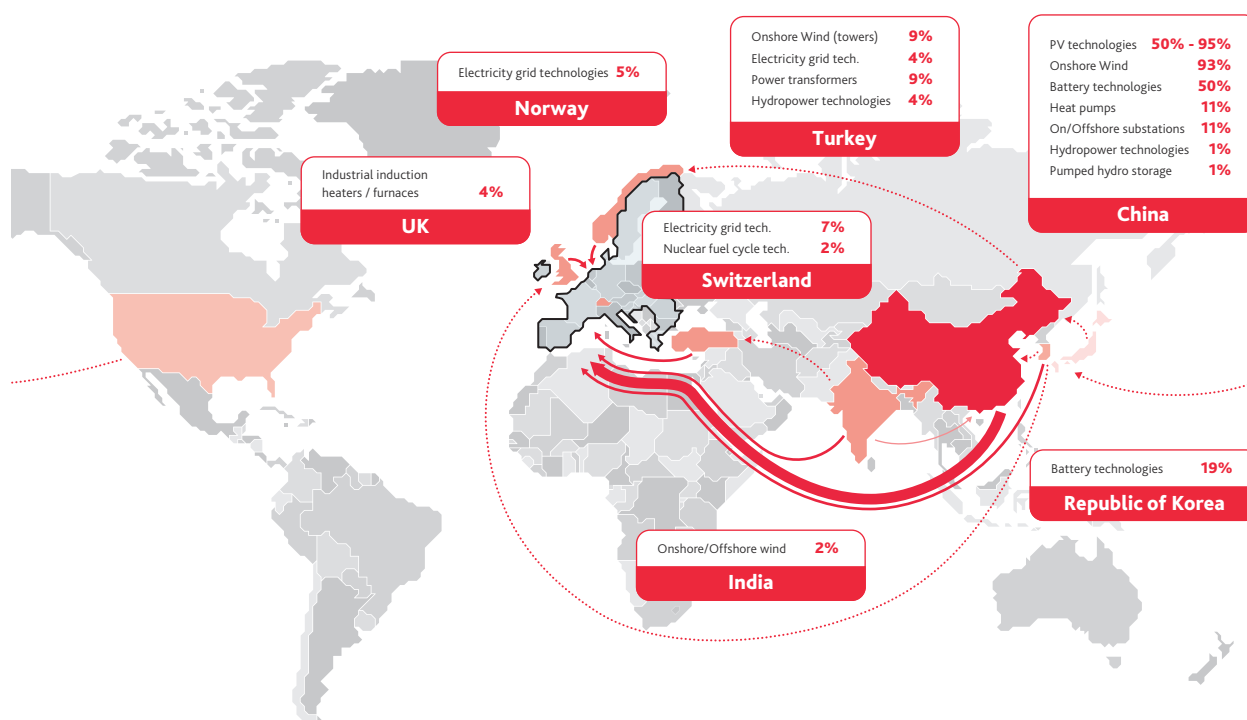 Electricity grid technologies 5%
Norway
Onshore Wind (towers) 9%
Electricity grid tech. 4%
Power transformers 9%
Hydropower technologies 4%
Turkey
PV technologies 50% - 95%
Onshore Wind 93%
Battery technologies 50%
Heat pumps 11%
On/Offshore substations 11%
Hydropower technologies 1%
Pumped hydro storage 1%
China
Industrial induction
heaters / furnaces 4%
UK
Electricity grid tech. 7%
Nuclear fuel cycle tech. 2%
Switzerland
Battery technologies 19%
Republic of Korea
Onshore/Offshore wind 2%
India